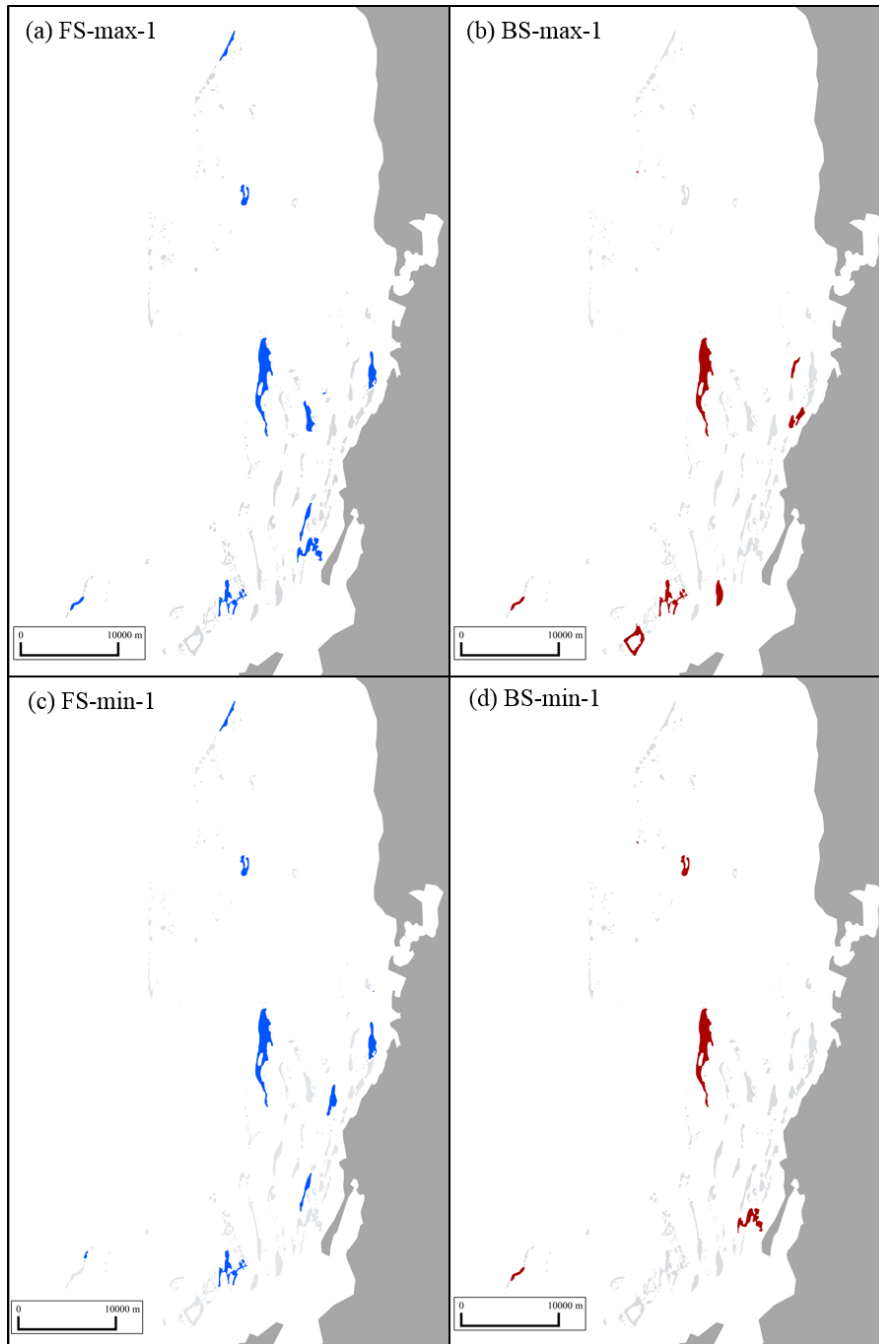 (a) FS-max-1
(b) BS-max-1
0 10000 m
0 10000 m
(c) FS-min-1
(d) BS-min-1
0 10000 m
0 10000 m